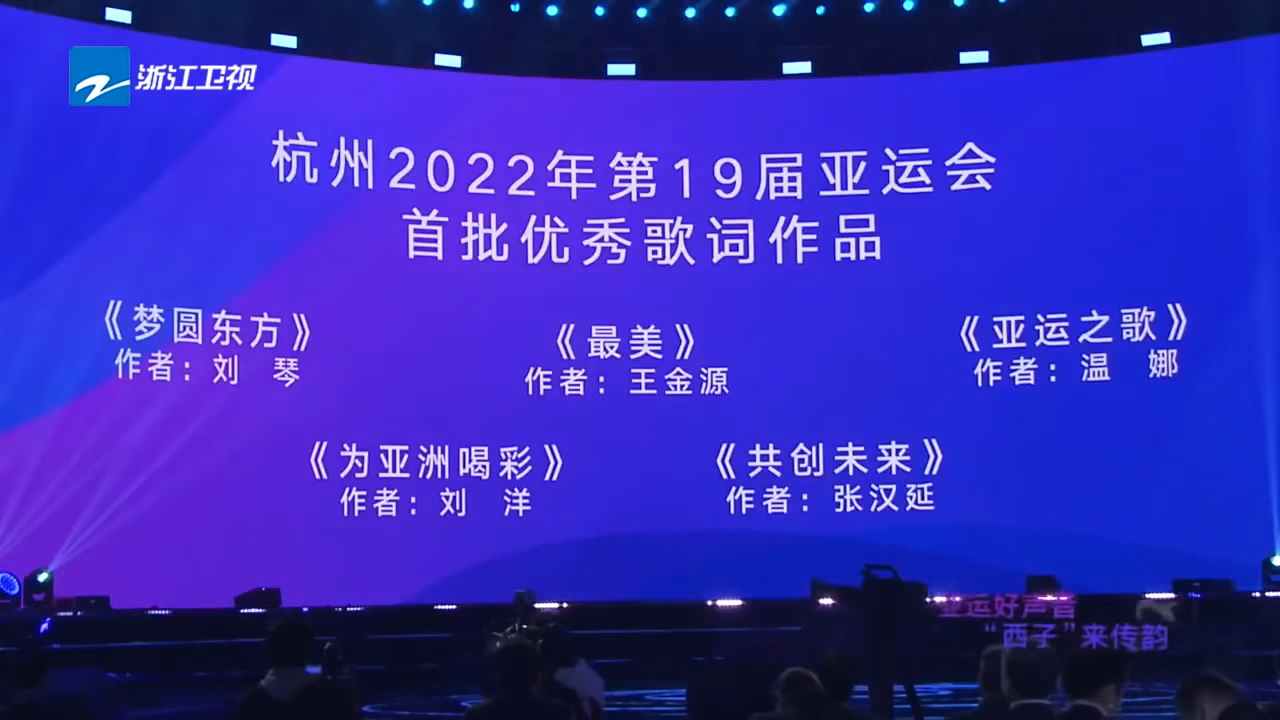 浙江卫视
杭州2022年第19届亚运会
首批优秀歌词作品
《梦圆东方》
作者：刘　琴
《最美》
作者：王金源
《亚运之歌》
作者：温　娜
《为亚洲喝彩》
作者：刘　洋
《共创未来》
作者：张汉延
亚运好声音
“西子”来传韵